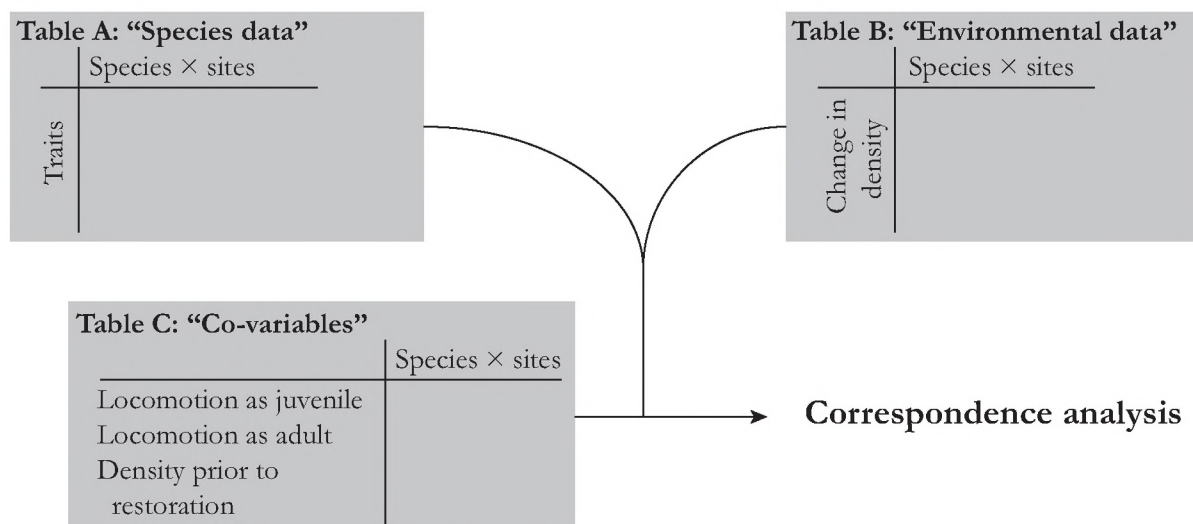 Table A: “Species data”
Species × sites
Traits
Table B: “Environmental data”
Species × sites
Change in
density
Table C: “Co-variables”
Species × sites
Locomotion as juvenile
Locomotion as adult
Density prior to
restoration
Correspondence analysis